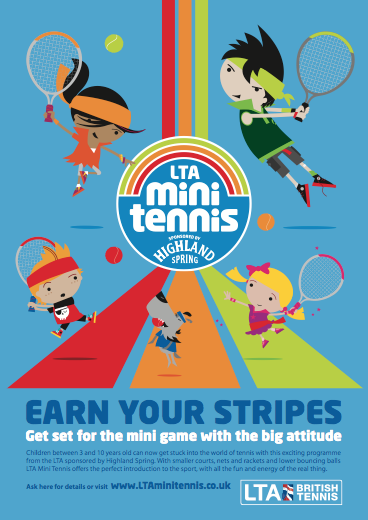 LTA
mini
tennis
SPONSORED BY
HIGHLAND
SPRING
EARN YOUR STRIPES
Get set for the mini game with the big attitude
Children between 3 and 10 years old can now get stuck into the world of tennis with this exciting programme
from the LTA sponsored by Highland Spring. With smaller courts, nets and rackets and lower bouncing balls
LTA Mini Tennis offers the perfect introduction to the sport, with all the fun and energy of the real thing.
Ask here for details or visit www.LTAminitennis.co.uk
LTA BRITISH
TENNIS